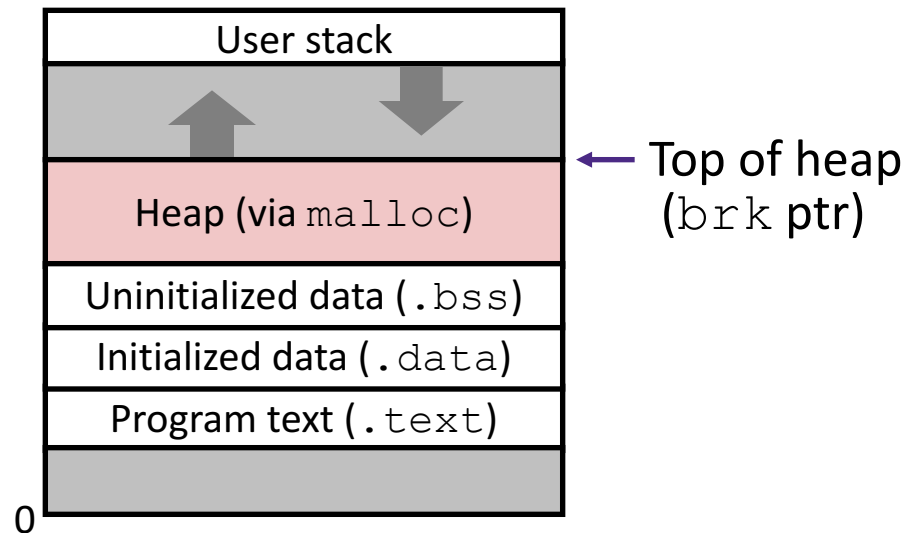 User stack
Top of heap
(brk ptr)
Heap (via malloc)
Uninitialized data (.bss)
Initialized data (.data)
Program text (.text)
0